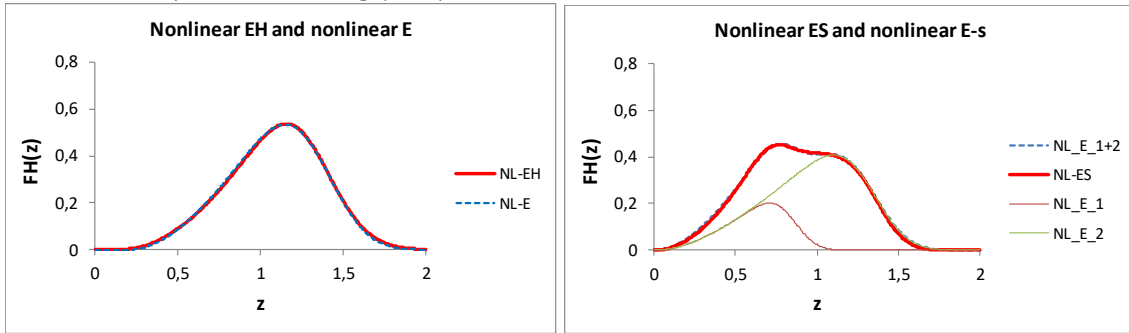 Nonlinear EH and nonlinear E
0,8
0,6
0,4
0,2
0
FH(z)
0
0,5
1
1,5
2
z
NL-EH
NL-E
Nonlinear ES and nonlinear E-s
0,8
0,6
0,4
0,2
0
FH(z)
0
0,5
1
1,5
2
z
NL_E_1+2
NL-ES
NL_E_1
NL_E_2